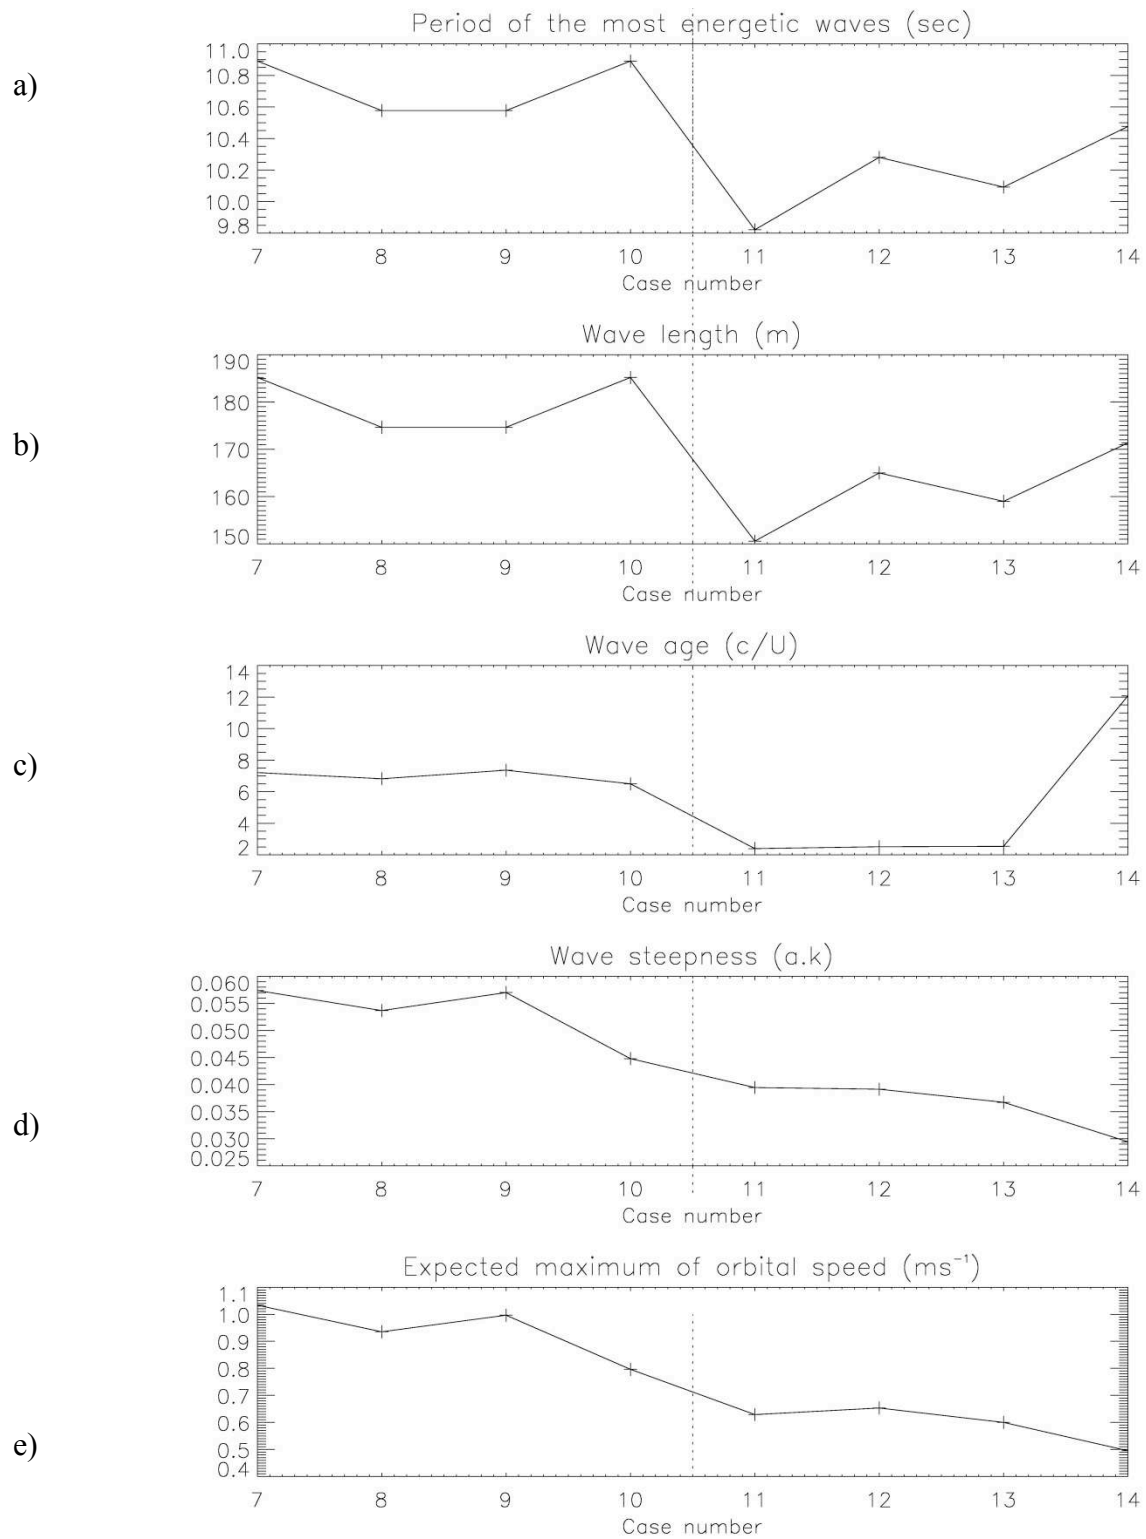 a)
Period of the most energetic waves (sec)
11.0
10.8
10.6
10.4
10.2
10.0
9.8
7 8 9 10 11 12 13 14
Case number
b)
Wave length (m)
190
180
170
160
150
7 8 9 10 11 12 13 14
Case number
c)
Wave age (c/U)
14
12
10
8
6
4
2
7 8 9 10 11 12 13 14
Case number
d)
Wave steepness (a.k)
0.060
0.055
0.050
0.045
0.040
0.035
0.030
0.025
7 8 9 10 11 12 13 14
Case number
e)
Expected maximum of orbital speed (ms⁻¹)
1.1
1.0
0.9
0.8
0.7
0.6
0.5
0.4
7 8 9 10 11 12 13 14
Case number